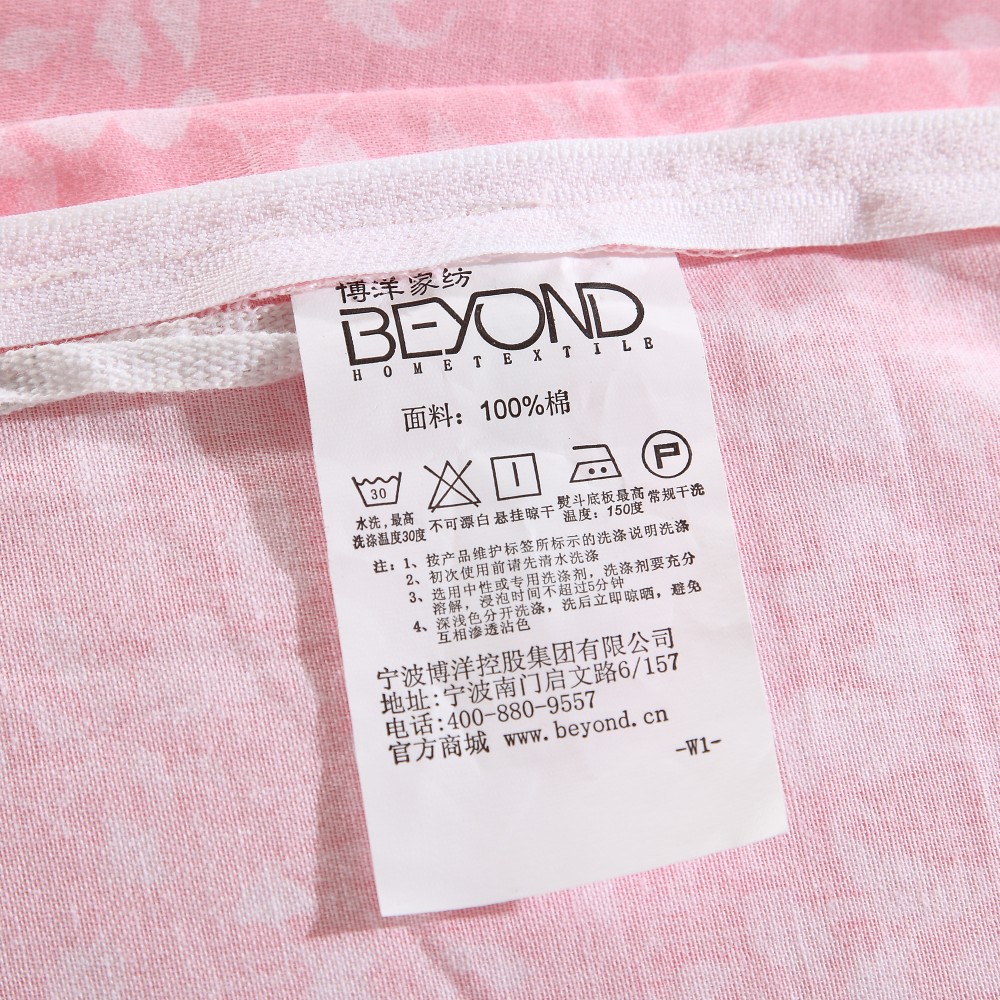 博洋家纺
BEYOND
HOMETEXTILE
面料：100%棉
30
P
水洗，最高
洗涤温度30度
不可漂白
悬挂晾干
熨斗底板最高
温度：150度
常规干洗
注：1、按产品维护标签所标示的洗涤说明洗涤
2、初次使用前请先清水洗涤
3、选用中性或专用洗涤剂，洗涤剂要充分
溶解，浸泡时间不超过5分钟
4、深浅色分开洗涤，洗后立即晾晒，避免
互相渗透沾色
宁波博洋控股集团有限公司
地址:宁波南门启文路6/157
电话:400-880-9557
官方商城 www.beyond.cn
-W1-